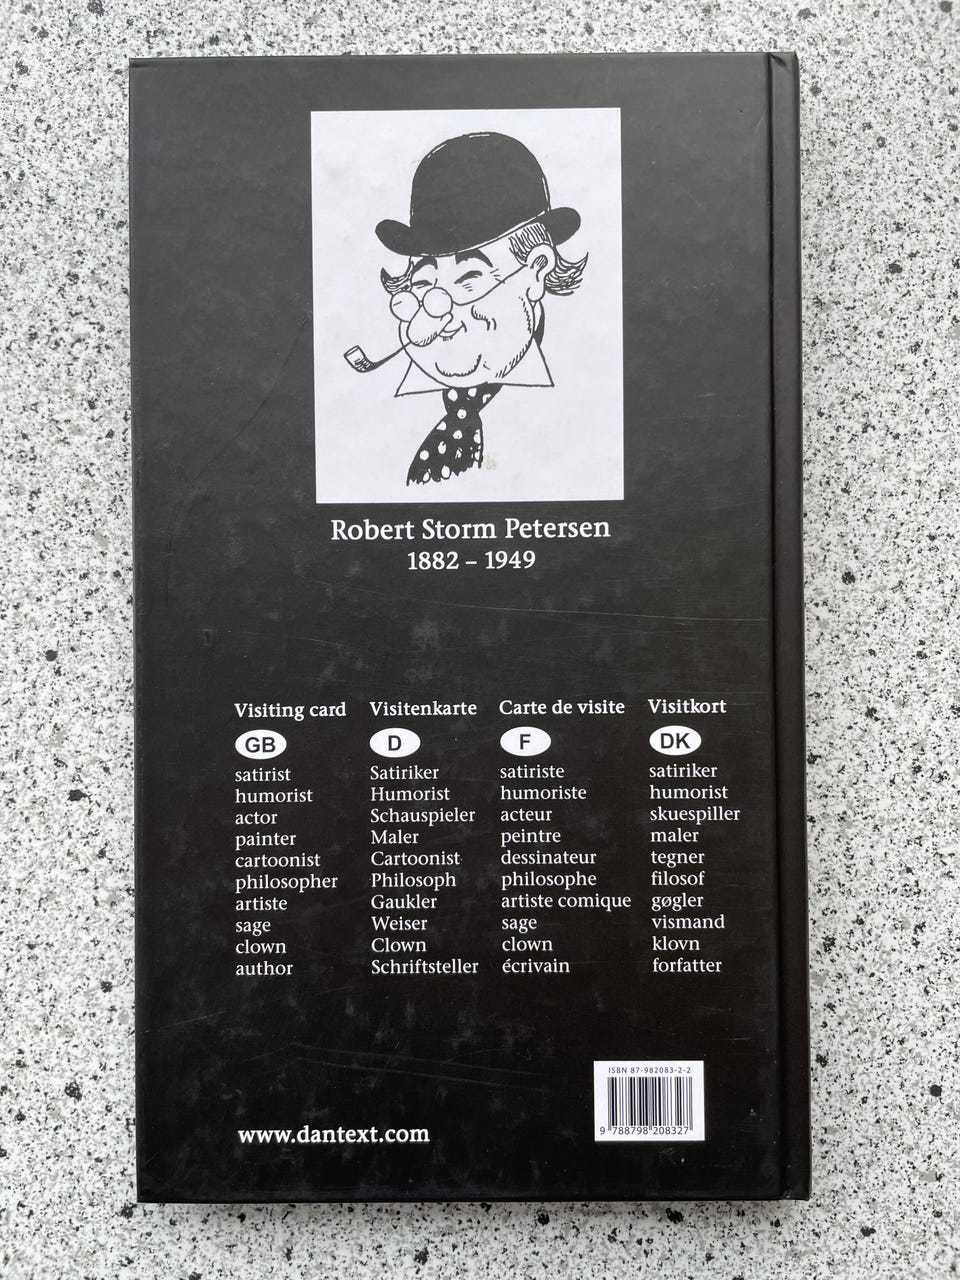 Robert Storm Petersen
1882 – 1949
Visiting card
GB
satirist
humorist
actor
painter
cartoonist
philosopher
artiste
sage
clown
author
Visitenkarte
D
Satiriker
Humorist
Schauspieler
Maler
Cartoonist
Philosoph
Gaukler
Weiser
Clown
Schriftsteller
Carte de visite
F
satiriste
humoriste
acteur
peintre
dessinateur
philosophe
artiste comique
sage
clown
écrivain
Visitkort
DK
satiriker
humorist
skuespiller
maler
tegner
filosof
gøgler
vismand
klovn
forfatter
www.dantext.com
ISBN 87-982083-2-2
9 788798 208327